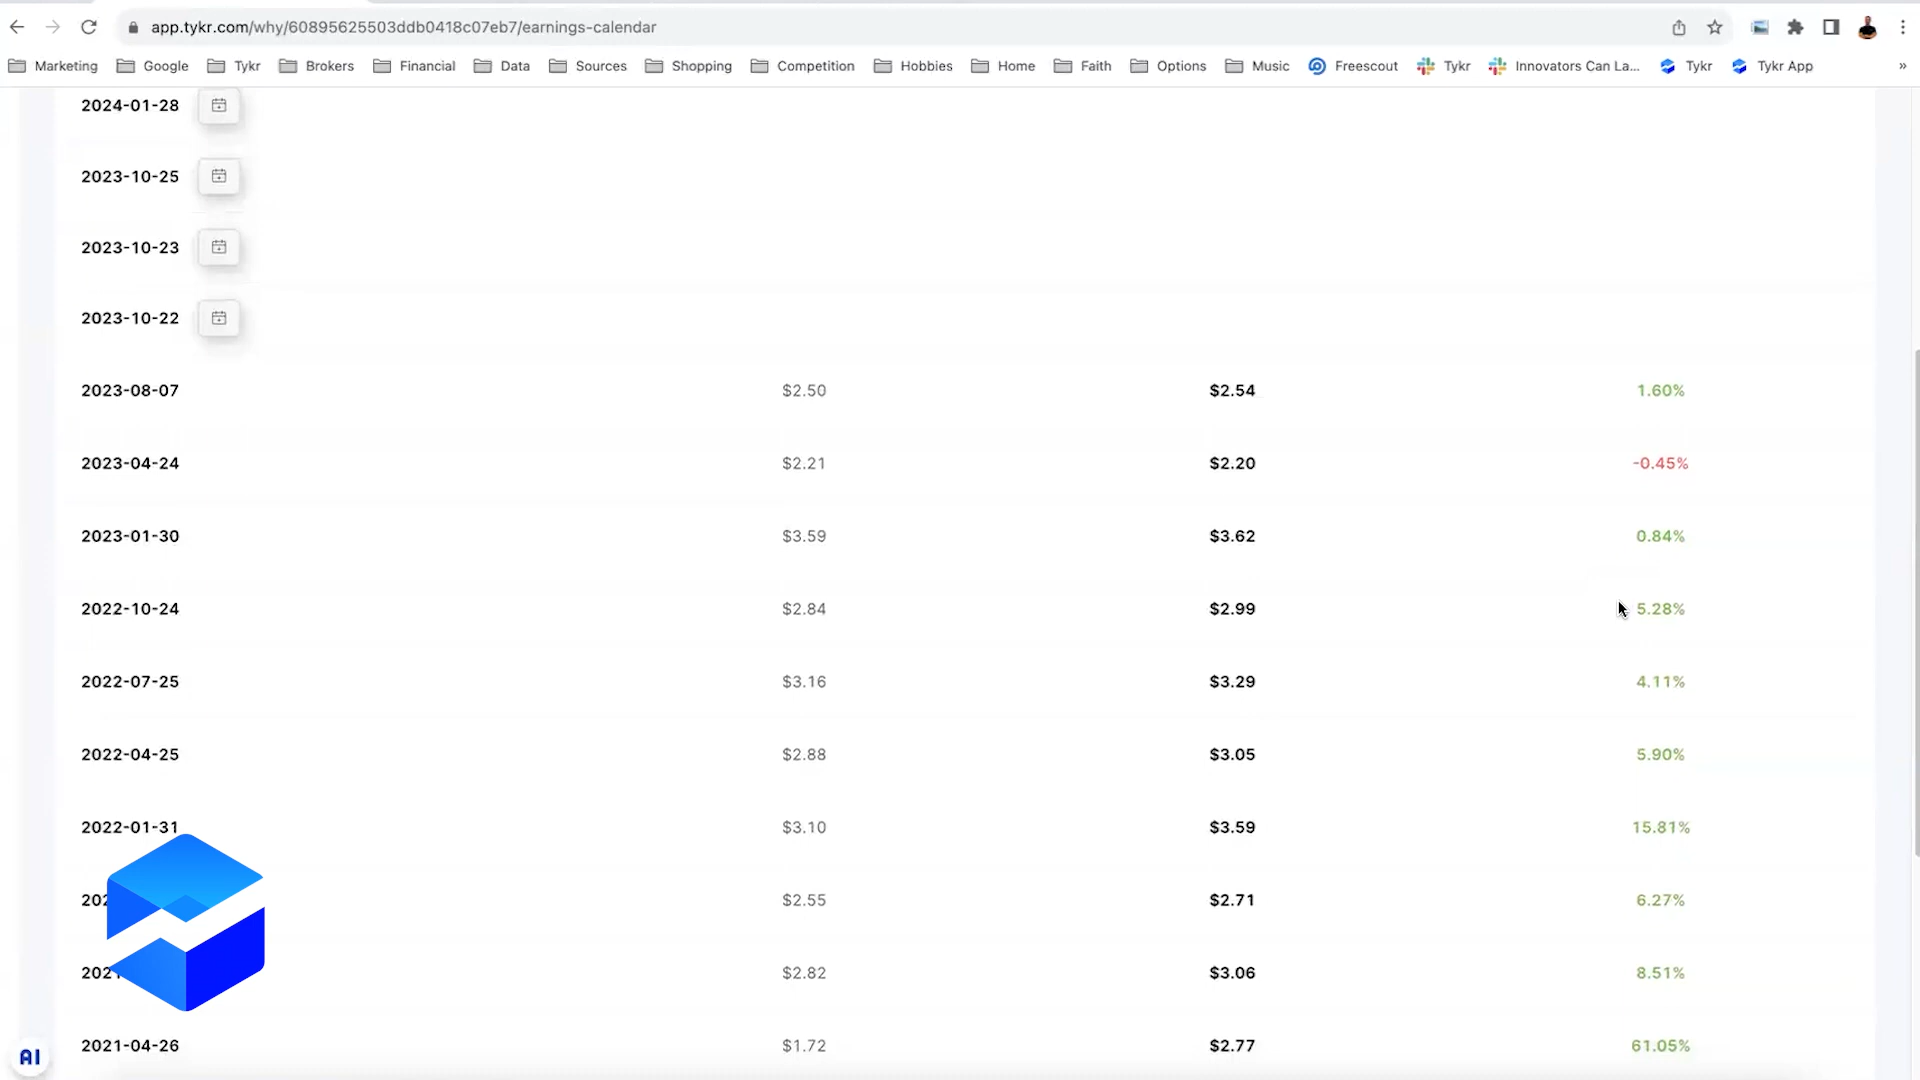 app.tykr.com/why/60895625503ddb0418c07eb7/earnings-calendar
Marketing Google Tykr Brokers Financial Data Sources Shopping Competition Hobbies Home Faith Options Music Freescout Tykr Innovators Can La... Tykr Tykr App »
2024-01-28
2023-10-25
2023-10-23
2023-10-22
2023-08-07 $2.50 $2.54 1.60%
2023-04-24 $2.21 $2.20 -0.45%
2023-01-30 $3.59 $3.62 0.84%
2022-10-24 $2.84 $2.99 5.28%
2022-07-25 $3.16 $3.29 4.11%
2022-04-25 $2.88 $3.05 5.90%
2022-01-31 $3.10 $3.59 15.81%
$2.55 $2.71 6.27%
$2.82 $3.06 8.51%
2021-04-26 $1.72 $2.77 61.05%
AI